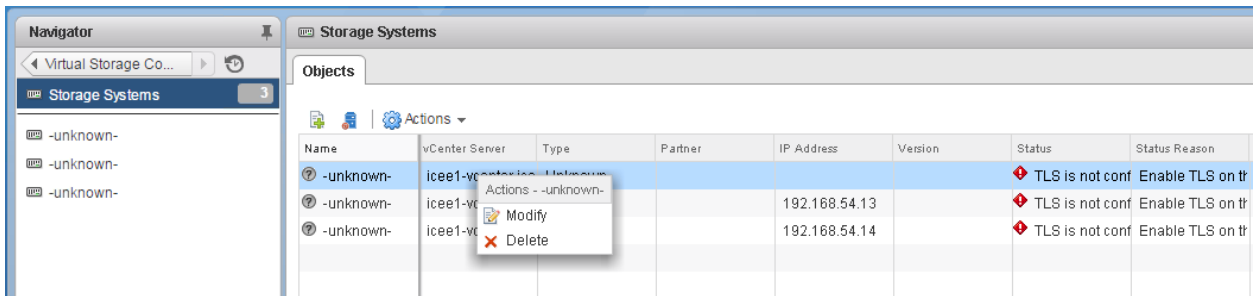 Navigator
Storage Systems
Virtual Storage Co...
Objects
Storage Systems 3
Actions
-unknown-
-unknown-
-unknown-
Name vCenter Server Type Partner IP Address Version Status Status Reason
-unknown- Unknown TLS is not conf Enable TLS on th
-unknown- icee1-vc 192.168.54.13 TLS is not conf Enable TLS on th
-unknown- icee1-vc 192.168.54.14 TLS is not conf Enable TLS on th
Actions - -unknown-
Modify
Delete